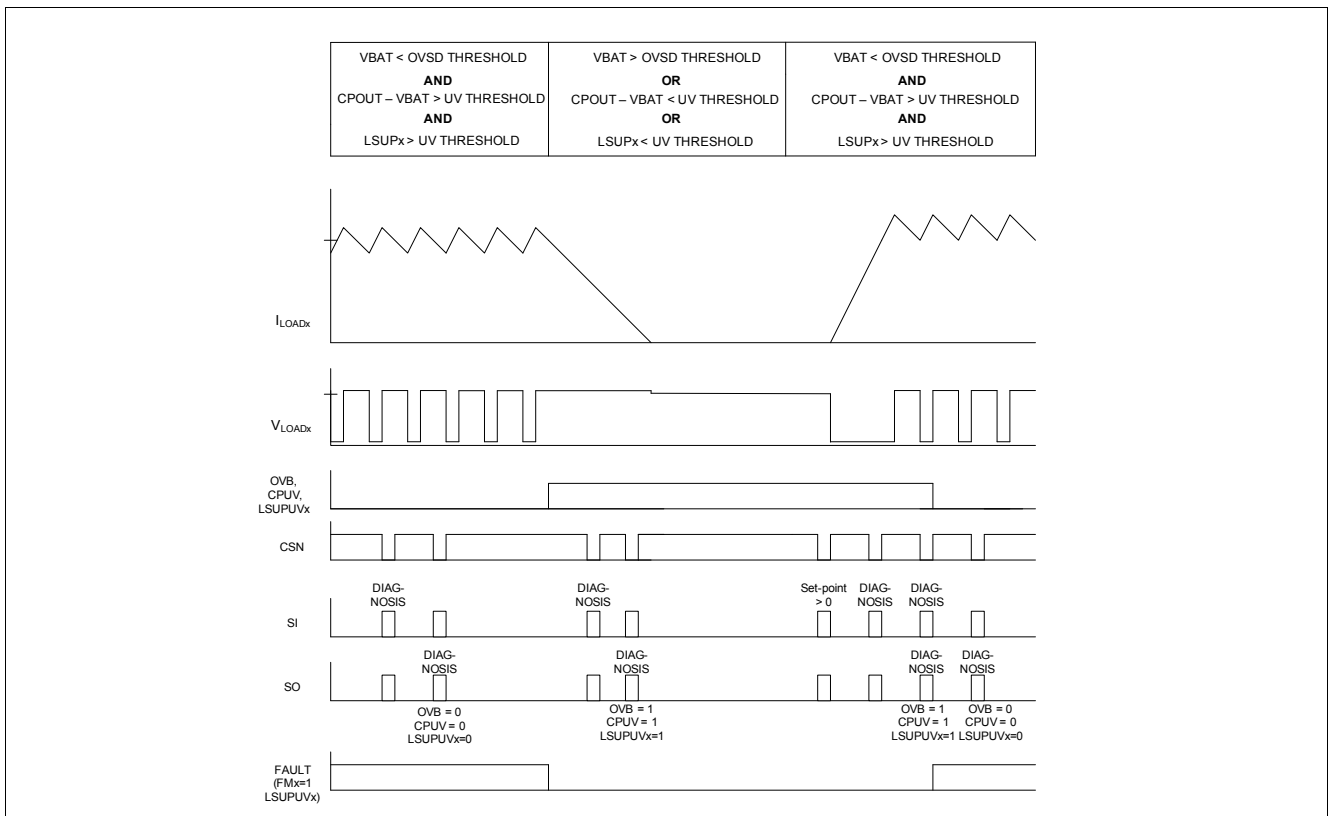 VBAT < OVSD THRESHOLD
AND
CPOUT – VBAT > UV THRESHOLD
AND
LSUPx > UV THRESHOLD
VBAT > OVSD THRESHOLD
OR
CPOUT – VBAT < UV THRESHOLD
OR
LSUPx < UV THRESHOLD
VBAT < OVSD THRESHOLD
AND
CPOUT – VBAT > UV THRESHOLD
AND
LSUPx > UV THRESHOLD
ILOADx
VLOADx
OVB,
CPUV,
LSUPUVx
CSN
DIAG-
NOSIS
DIAG-
NOSIS
Set-point
> 0
DIAG-
NOSIS
DIAG-
NOSIS
SI
DIAG-
NOSIS
DIAG-
NOSIS
DIAG-
NOSIS
DIAG-
NOSIS
SO
OVB = 0
CPUV = 0
LSUPUVx=0
OVB = 1
CPUV = 1
LSUPUVx=1
OVB = 1
CPUV = 1
LSUPUVx=1
OVB = 0
CPUV = 0
LSUPUVx=0
FAULT
(FMx=1
LSUPUVx)